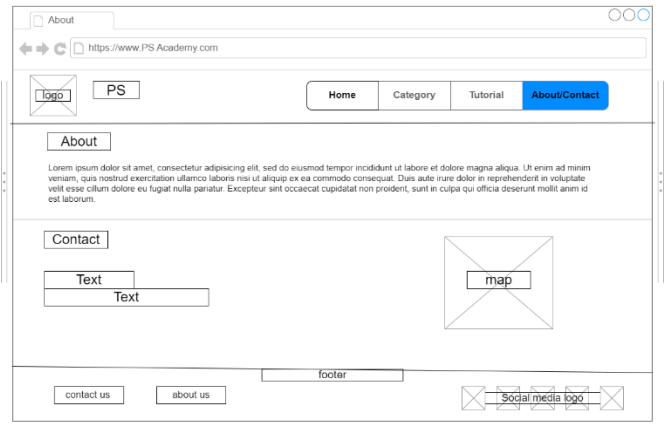 About
https://www.PS Academy.com
logo
PS
Home
Category
Tutorial
About/Contact
About
Lorem ipsum dolor sit amet, consectetur adipisicing elit, sed do eiusmod tempor incididunt ut labore et dolore magna aliqua. Ut enim ad minim
veniam, quis nostrud exercitation ullamco laboris nisi ut aliquip ex ea commodo consequat. Duis aute irure dolor in reprehenderit in voluptate
velit esse cillum dolore eu fugiat nulla pariatur. Excepteur sint occaecat cupidatat non proident, sunt in culpa qui officia deserunt mollit anim id
est laborum.
Contact
Text
Text
map
footer
contact us
about us
Social media logo